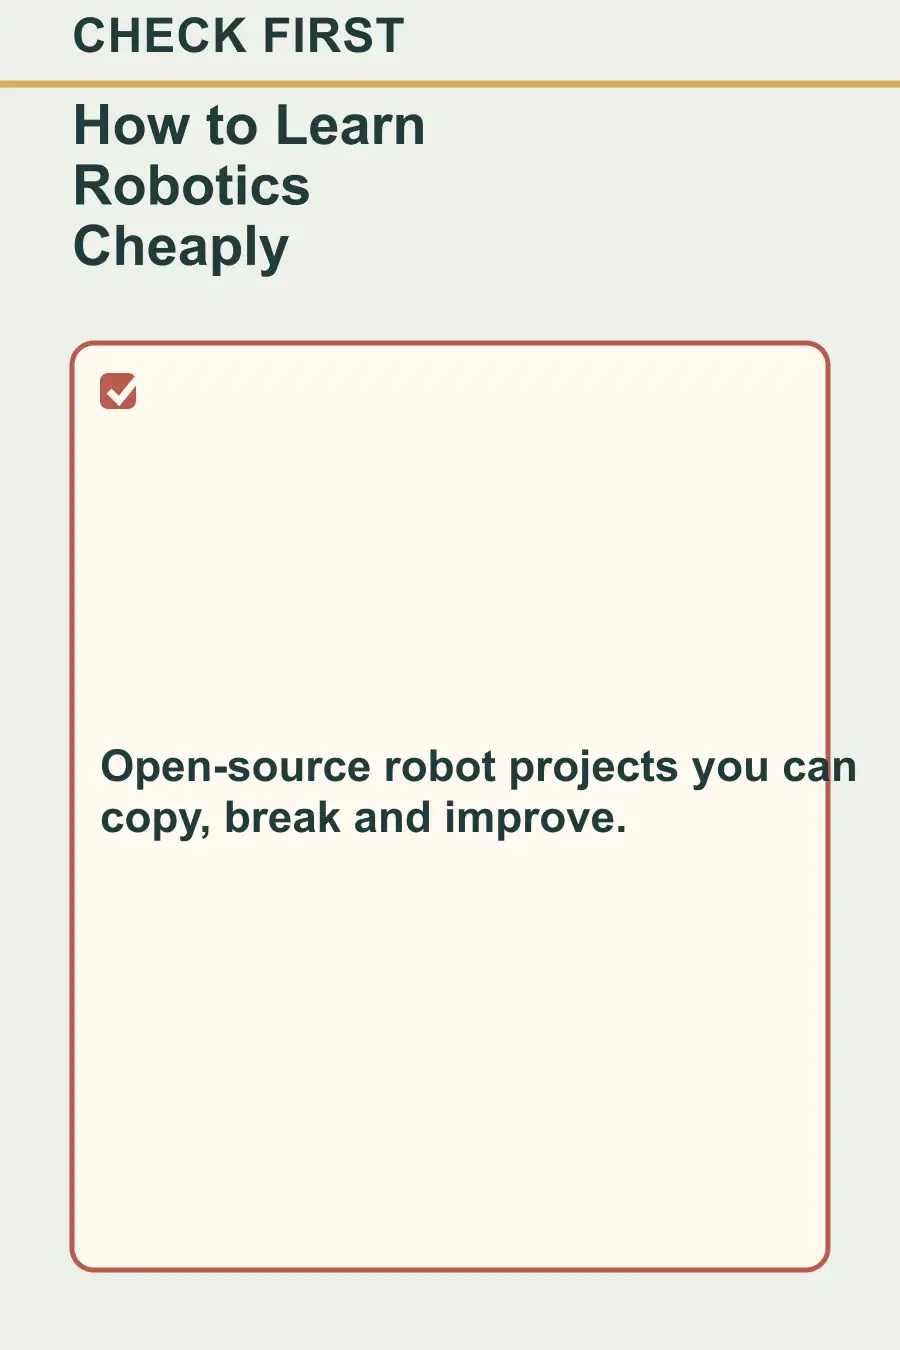 CHECK FIRST
How to Learn
Robotics
Cheaply
Open-source robot projects you can
copy, break and improve.